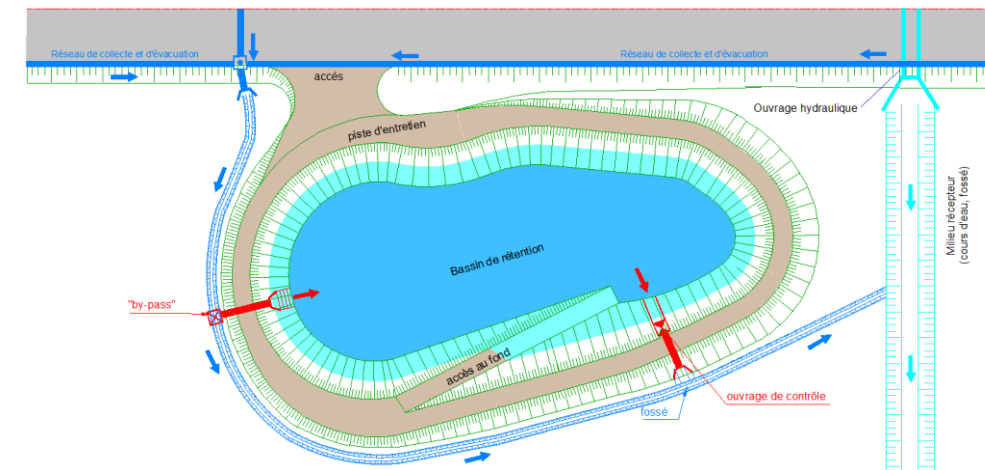 Réseau de collecte et d'évacuation
Réseau de collecte et d'évacuation
accés
Ouvrage hydraulique
piste d'entretien
Milieu récepteur
(cours d'eau, fossé)
Bassin de rétention
"by-pass"
accès au fond
ouvrage de contrôle
fossé